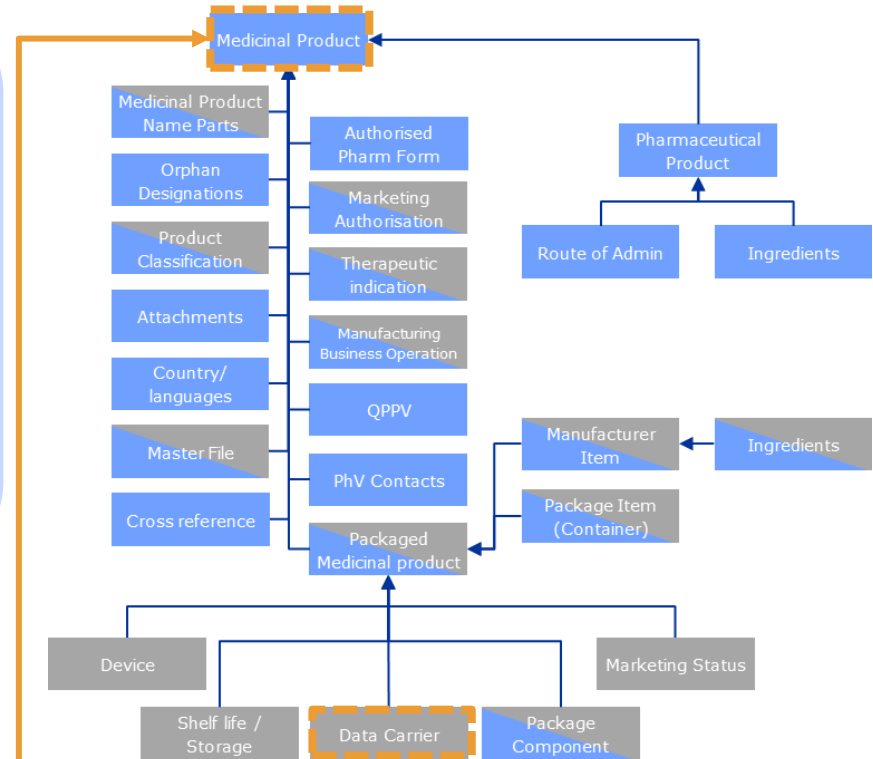 Medicinal Product
Medicinal Product
Name Parts
Authorised
Pharm Form
Pharmaceutical
Product
Orphan
Designations
Marketing
Authorisation
Product
Classification
Therapeutic
indication
Route of Admin
Ingredients
Attachments
Manufacturing
Business Operation
Country/
languages
QPPV
Manufacturer
Item
Ingredients
Master File
PhV Contacts
Package Item
(Container)
Cross reference
Packaged
Medicinal product
Device
Marketing Status
Shelf life /
Storage
Data Carrier
Package
Component